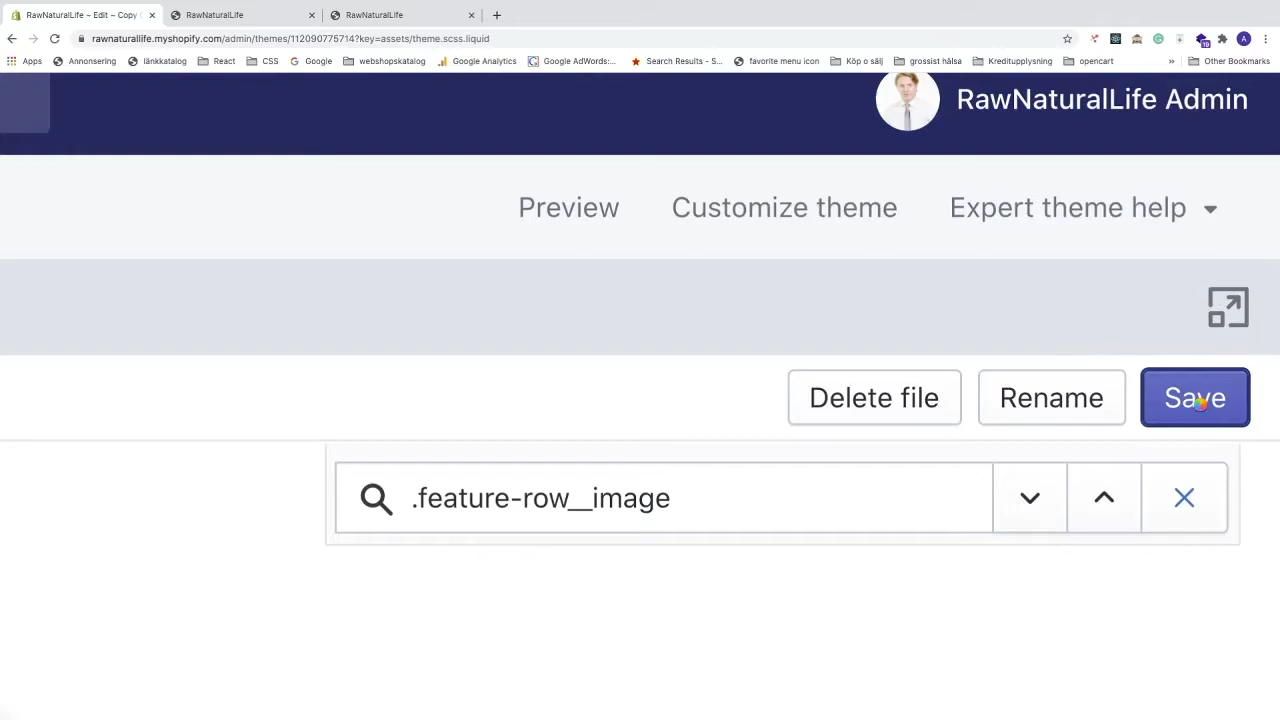 RawNaturalLife ~ Edit ~ Copy
RawNaturalLife
RawNaturalLife
rawnaturallife.myshopify.com/admin/themes/112090775714?key=assets/theme.scss.liquid
19
A
Apps
Annonsering
länkkatalog
React
CSS
Google
webshopskatalog
Google Analytics
Google AdWords:...
Search Results - S...
favorite menu icon
Köp o sälj
grossist hälsa
Kreditupplysning
opencart
»
Other Bookmarks
RawNaturalLife Admin
Preview
Customize theme
Expert theme help
Delete file
Rename
Save
.feature-row__image